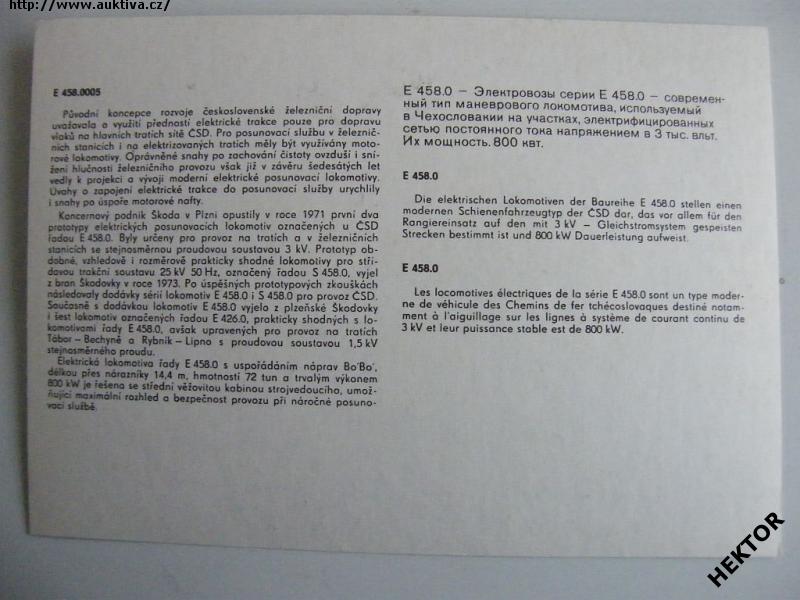 http://www.auktiva.cz/
E 458.0005
Původní koncepce rozvoje československé železniční dopravy
uvažovala o využití předností elektrické trakce pouze pro dopravu
vlaků na hlavních tratích sítě ČSD. Pro posunovací službu v železnič-
ních stanicích i na elektrizovaných tratích měly být využívány moto-
rové lokomotivy. Oprávněné snahy po zachování čistoty ovzduší i sní-
žení hlučnosti železničního provozu však již v závěru šedesátých let
vedly k projekci a vývoji moderní elektrické posunovací lokomotivy.
Úvahy o zapojení elektrické trakce do posunovací služby urychlily
i snahy po úspoře motorové nafty.
Koncernový podnik Škoda v Plzni opustily v roce 1971 první dva
prototypy elektrických posunovacích lokomotiv označených u ČSD
řadou E 458.0. Byly určeny pro provoz na tratích a v železničních
stanicích se stejnosměrnou proudovou soustavou 3 kV. Prototyp ob-
dobné, vzhledově i rozměrově prakticky shodné lokomotivy pro stří-
davou trakční soustavu 25 kV 50 Hz, označený řadou S 458.0, vyjel
z bran Škodovky v roce 1973. Po úspěšných prototypových zkouškách
následovaly dodávky sérií lokomotiv E 458.0 i S 458.0 pro provoz ČSD.
Současně s dodávkou lokomotiv E 458.0 vyjelo z plzeňské Škodovky
i šest lokomotiv označených řadou E 426.0, prakticky shodných s lo-
komotivami řady E 458.0, avšak upravených pro provoz na tratích
Tábor – Bechyně a Rybník – Lipno s proudovou soustavou 1,5 kV
stejnosměrného proudu.
Elektrická lokomotiva řady E 458.0 s uspořádáním náprav Bo'Bo',
délkou přes nárazníky 14,4 m, hmotností 72 tun a trvalým výkonem
800 kW je řešena se střední věžovitou kabinou strojvedoucího, umož-
ňující maximální rozhled a bezpečnost provozu při náročné posuno-
vací službě.
E 458.0 – Электровозы серии E 458.0 – современ-
ный тип маневрового локомотива, используемый
в Чехословакии на участках, электрифицированных
сетью постоянного тока напряжением в 3 тыс. вльт.
Их мощность. 800 квт.
E 458.0
Die elektrischen Lokomotiven der Baureihe E 458.0 stellen einen
modernen Schienenfahrzeugtyp der ČSD dar, das vor allem für den
Rangiereinsatz auf den mit 3 kV – Gleichstromsystem gespeisten
Strecken bestimmt ist und 800 kW Dauerleistung aufweist.
E 458.0
Les locomotives électriques de la série E 458.0 sont un type moder-
ne de véhicule des Chemins de fer tchécoslovaques destiné notam-
ment à l'aiguillage sur les lignes à système de courant continu de
3 kV et leur puissance stable est de 800 kW.
HEKTOR